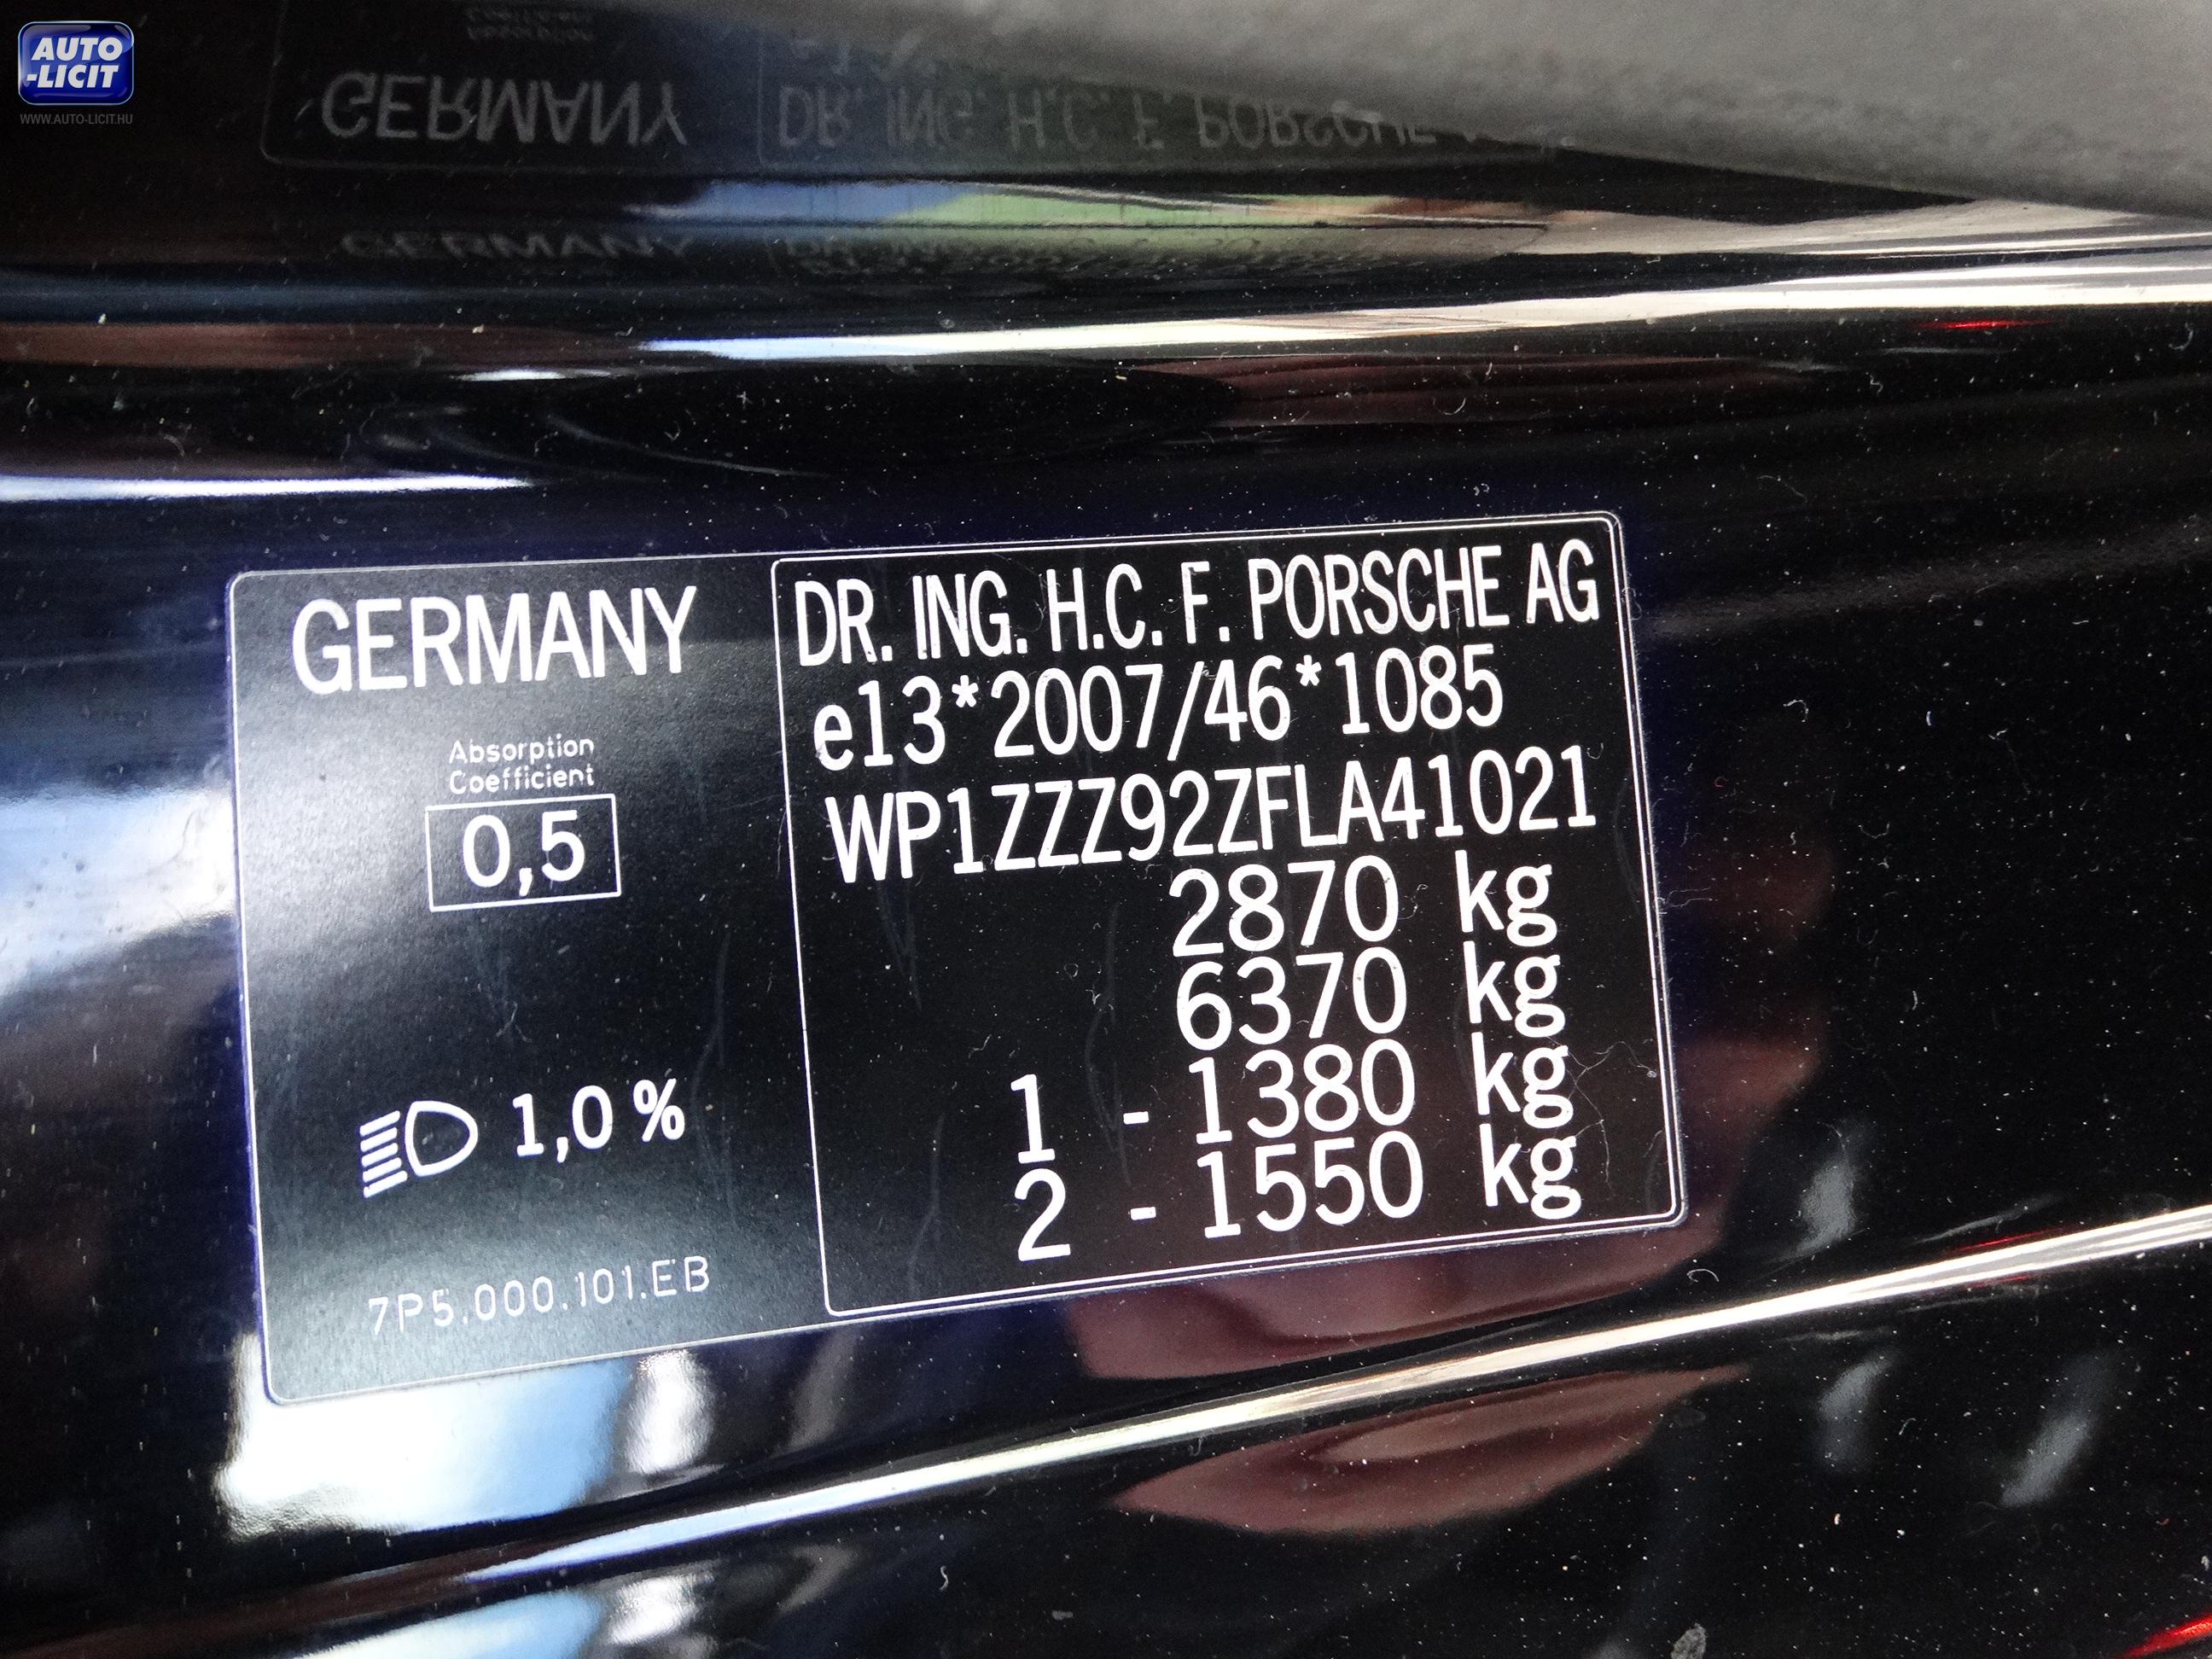 AUTO
-LICIT
WWW.AUTO-LICIT.HU
GERMANY
Absorption
Coefficient
0,5
1,0 %
7P5.000.101.EB
DR. ING. H.C. F. PORSCHE AG
e13*2007/46*1085
WP1ZZZ92ZFLA41021
2870 kg
6370 kg
1 - 1380 kg
2 - 1550 kg